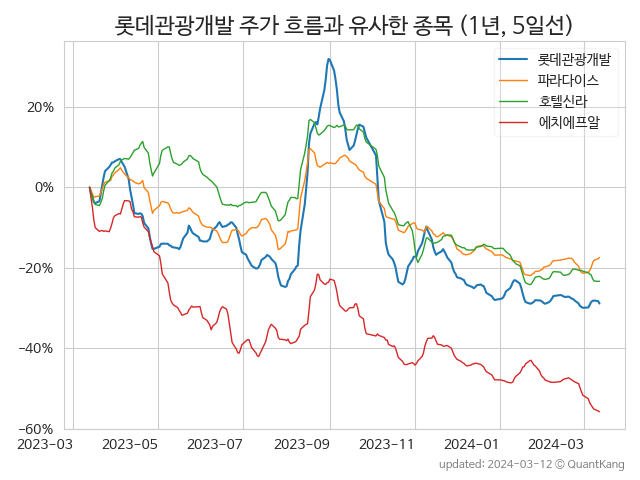 롯데관광개발 주가 흐름과 유사한 종목 (1년, 5일선)
롯데관광개발
파라다이스
호텔신라
에치에프알
20%
0%
−20%
−40%
−60%
2023-03 2023-05 2023-07 2023-09 2023-11 2024-01 2024-03
updated: 2024-03-12 © QuantKang